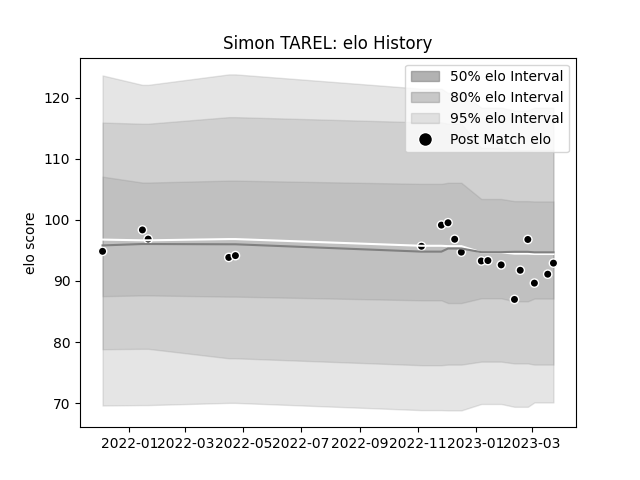 Simon TAREL: elo History
50% elo Interval
80% elo Interval
95% elo Interval
Post Match elo
elo score
120
110
100
90
80
70
2022-01 2022-03 2022-05 2022-07 2022-09 2022-11 2023-01 2023-03